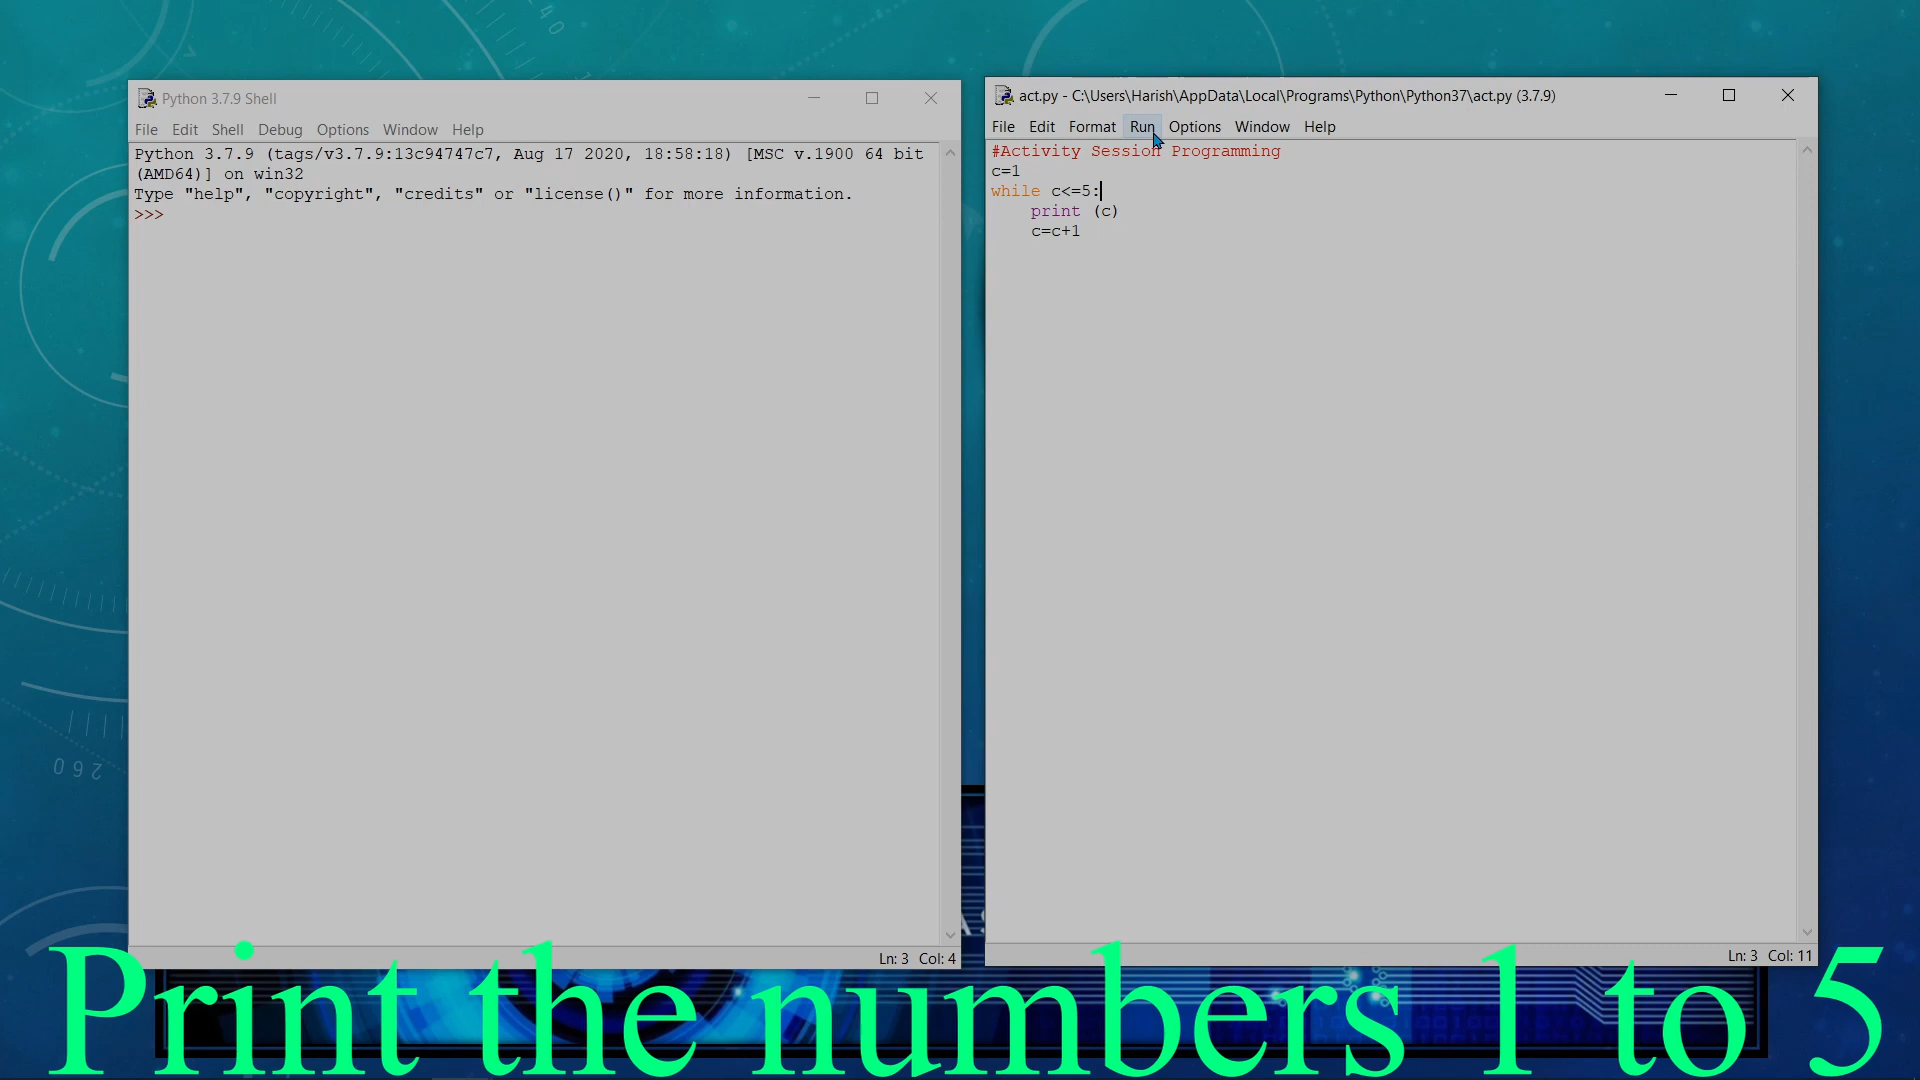 Python 3.7.9 Shell
File Edit Shell Debug Options Window Help
Python 3.7.9 (tags/v3.7.9:13c94747c7, Aug 17 2020, 18:58:18) [MSC v.1900 64 bit
(AMD64)] on win32
Type "help", "copyright", "credits" or "license()" for more information.
>>>
Ln: 3 Col: 4
act.py - C:\Users\Harish\AppData\Local\Programs\Python\Python37\act.py (3.7.9)
File Edit Format Run Options Window Help
#Activity Session Programming
c=1
while c<=5:
    print (c)
    c=c+1
Ln: 3 Col: 11
260
40
Print the numbers 1 to 5